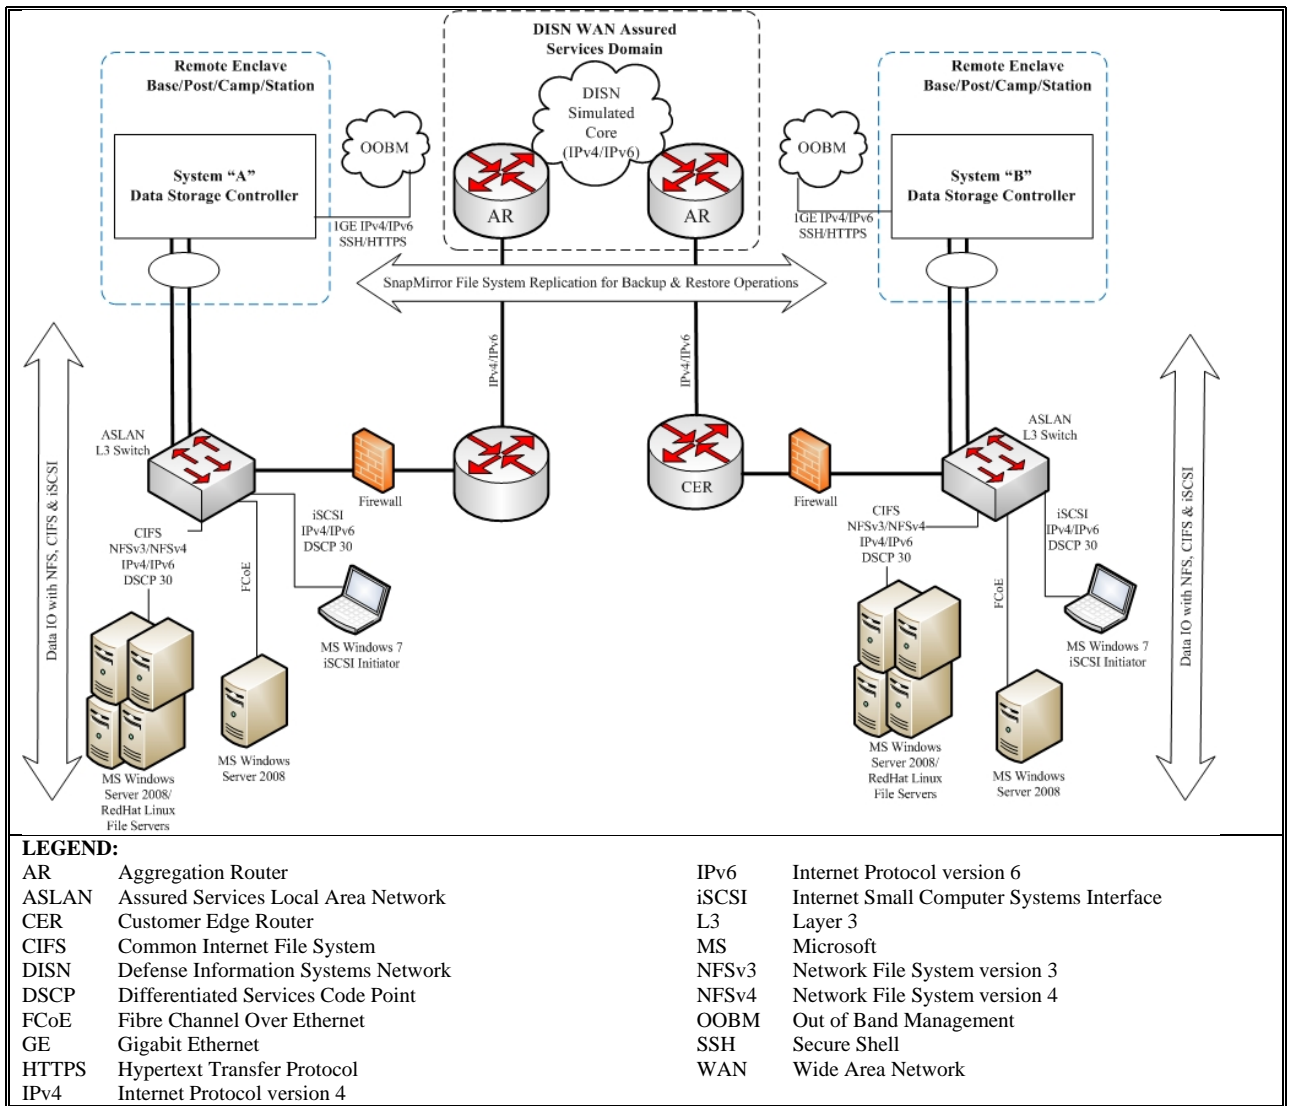 DISN WAN Assured
Services Domain
Remote Enclave
Base/Post/Camp/Station
Remote Enclave
Base/Post/Camp/Station
DISN
Simulated
Core
(IPv4/IPv6)
OOBM
OOBM
System “A”
Data Storage Controller
System “B”
Data Storage Controller
AR
AR
1GE IPv4/IPv6
SSH/HTTPS
1GE IPv4/IPv6
SSH/HTTPS
SnapMirror File System Replication for Backup & Restore Operations
IPv4/IPv6
IPv4/IPv6
ASLAN
L3 Switch
ASLAN
L3 Switch
Firewall
CER
Firewall
Data IO with NFS, CIFS & iSCSI
CIFS
NFSv3/NFSv4
IPv4/IPv6
DSCP 30
FCoE
iSCSI
IPv4/IPv6
DSCP 30
MS Windows 7
iSCSI Initiator
MS Windows
Server 2008
MS Windows
Server 2008/
RedHat Linux
File Servers
CIFS
NFSv3/NFSv4
IPv4/IPv6
DSCP 30
FCoE
iSCSI
IPv4/IPv6
DSCP 30
MS Windows 7
iSCSI Initiator
MS Windows
Server 2008/
RedHat Linux
File Servers
MS Windows
Server 2008
Data IO with NFS, CIFS & iSCSI
LEGEND:
AR Aggregation Router
ASLAN Assured Services Local Area Network
CER Customer Edge Router
CIFS Common Internet File System
DISN Defense Information Systems Network
DSCP Differentiated Services Code Point
FCoE Fibre Channel Over Ethernet
GE Gigabit Ethernet
HTTPS Hypertext Transfer Protocol
IPv4 Internet Protocol version 4
IPv6 Internet Protocol version 6
iSCSI Internet Small Computer Systems Interface
L3 Layer 3
MS Microsoft
NFSv3 Network File System version 3
NFSv4 Network File System version 4
OOBM Out of Band Management
SSH Secure Shell
WAN Wide Area Network